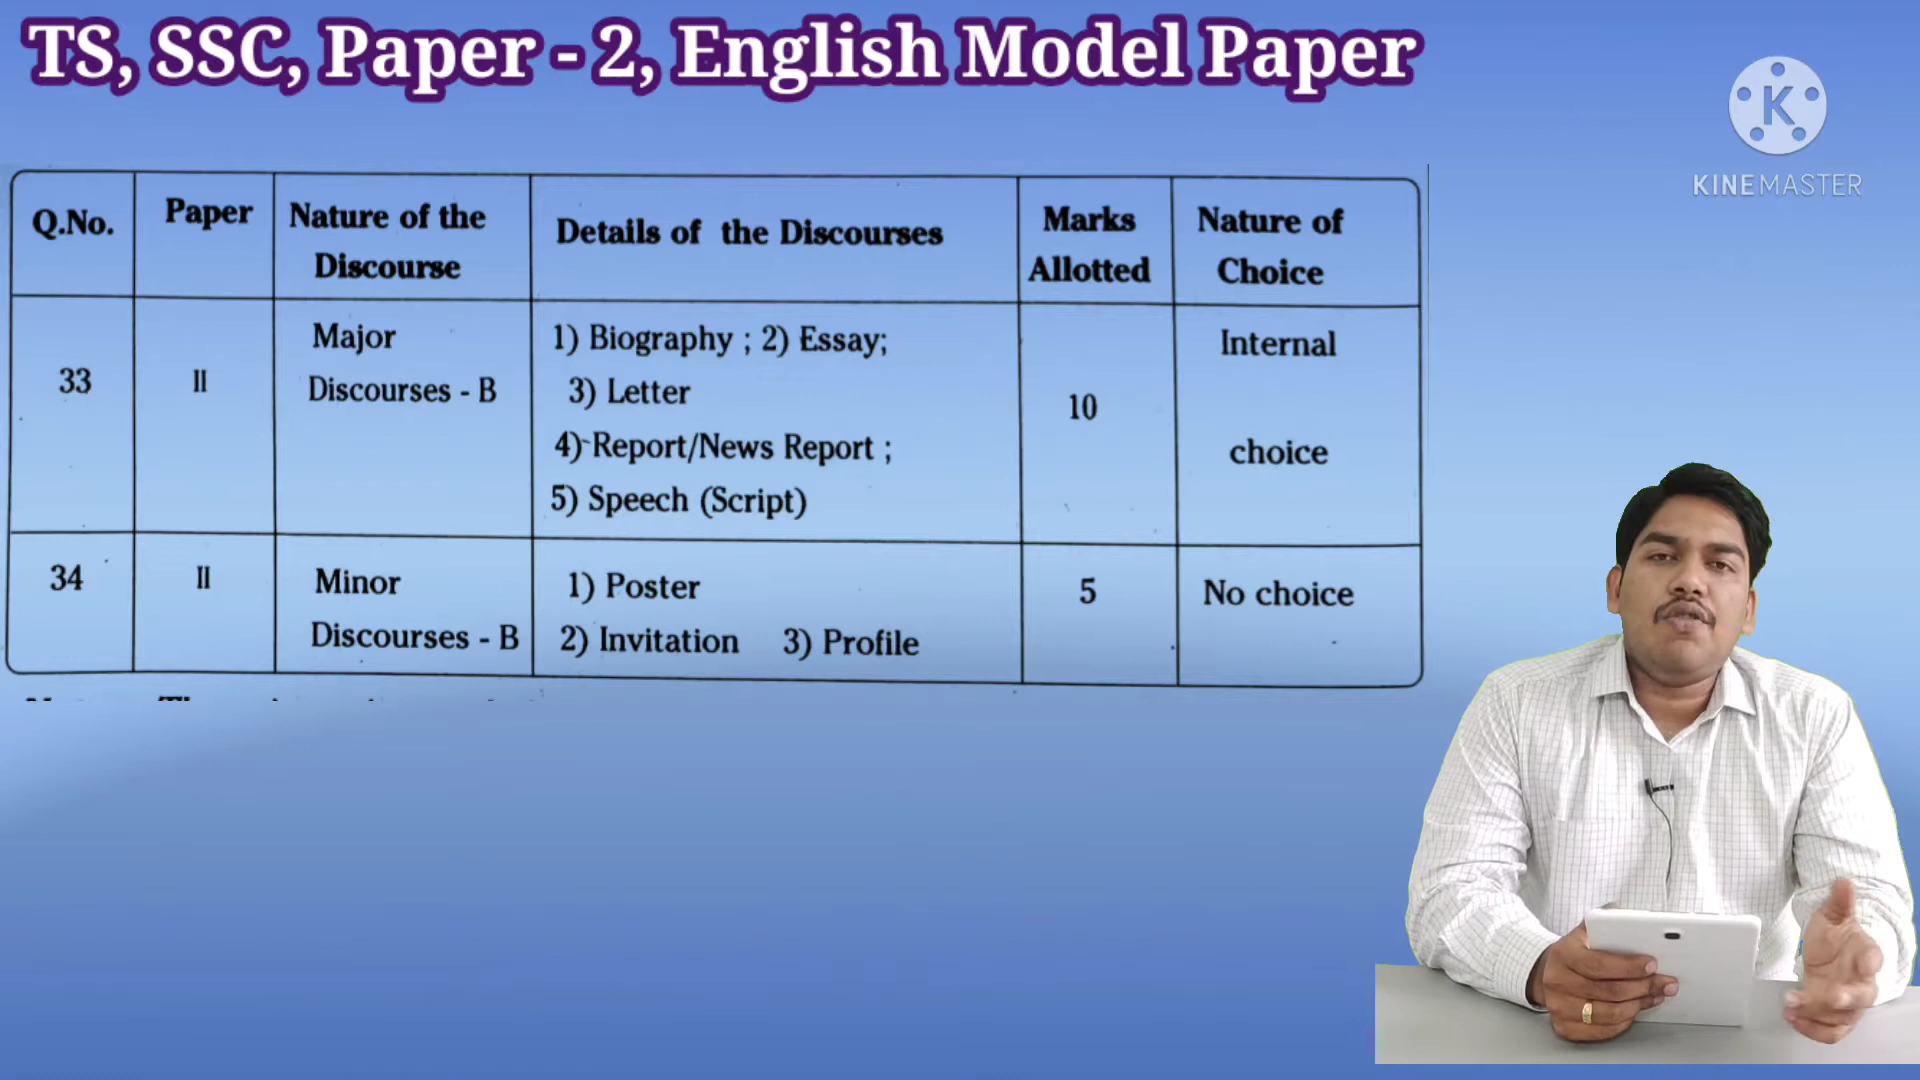 TS, SSC, Paper - 2, English Model Paper
K
KINEMASTER
Q.No.
Paper
Nature of the
Discourse
Details of the Discourses
Marks
Allotted
Nature of
Choice
33
II
Major
Discourses - B
1) Biography ; 2) Essay;
3) Letter
4) Report/News Report ;
5) Speech (Script)
10
Internal
choice
34
II
Minor
Discourses - B
1) Poster
2) Invitation 3) Profile
5
No choice